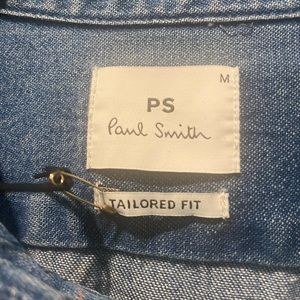 M
PS
Paul Smith
TAILORED FIT